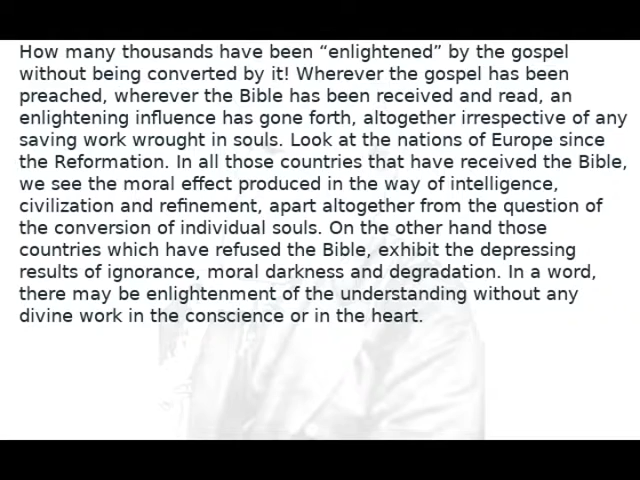 How many thousands have been “enlightened” by the gospel
without being converted by it! Wherever the gospel has been
preached, wherever the Bible has been received and read, an
enlightening influence has gone forth, altogether irrespective of any
saving work wrought in souls. Look at the nations of Europe since
the Reformation. In all those countries that have received the Bible,
we see the moral effect produced in the way of intelligence,
civilization and refinement, apart altogether from the question of
the conversion of individual souls. On the other hand those
countries which have refused the Bible, exhibit the depressing
results of ignorance, moral darkness and degradation. In a word,
there may be enlightenment of the understanding without any
divine work in the conscience or in the heart.